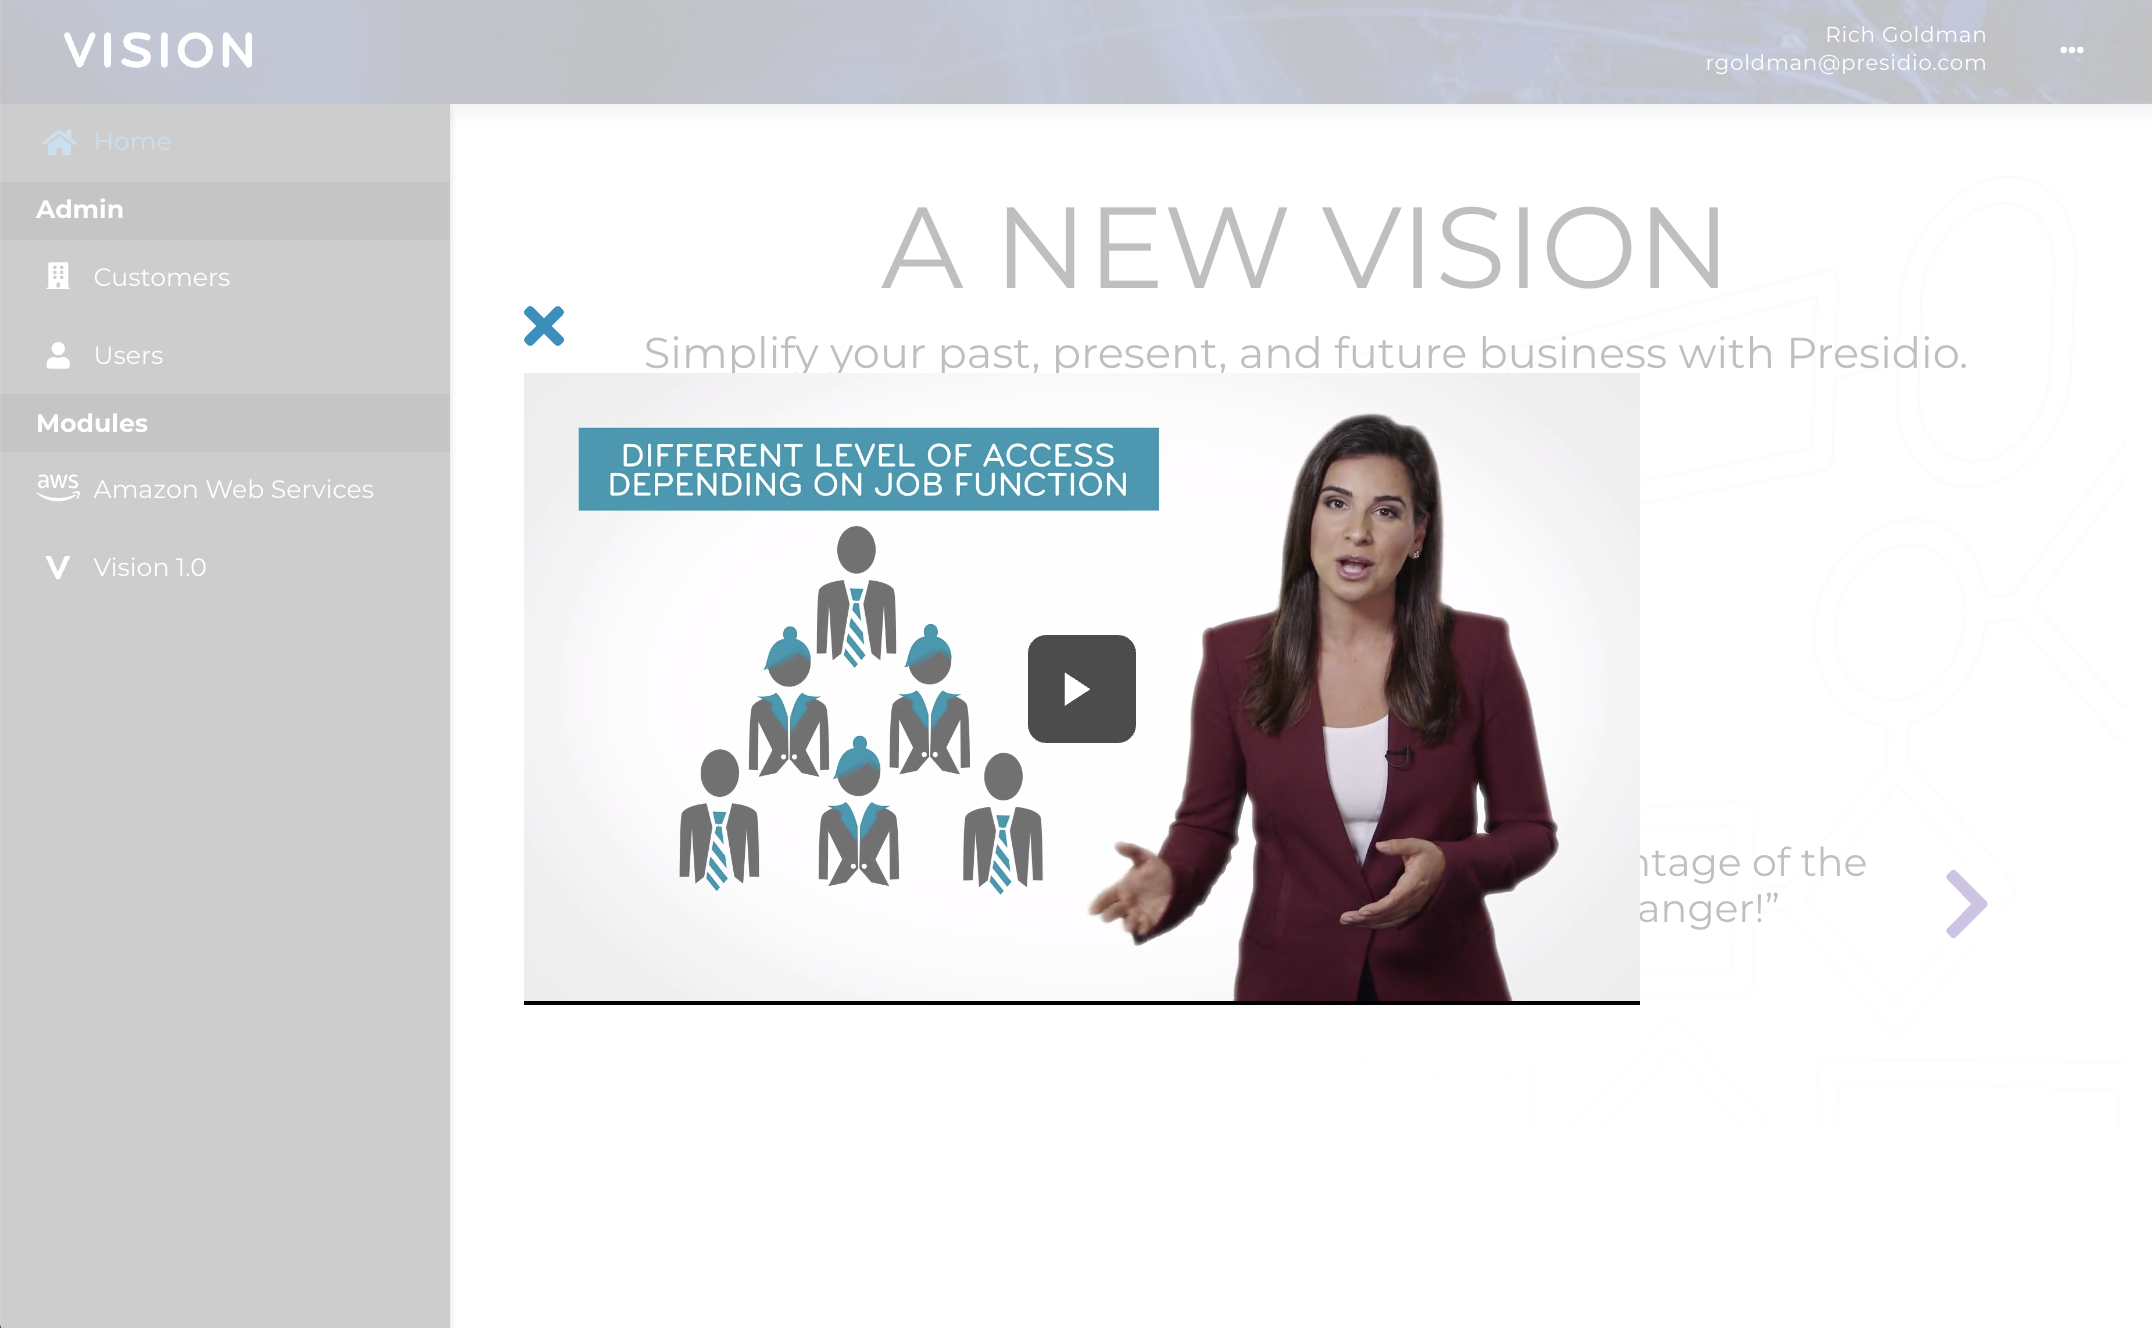 VISION
Rich Goldman
rgoldman@presidio.com
Home
Admin
Customers
Users
Modules
aws Amazon Web Services
V Vision 1.0
A NEW VISION
Simplify your past, present, and future business with Presidio.
DIFFERENT LEVEL OF ACCESS
DEPENDING ON JOB FUNCTION
of the